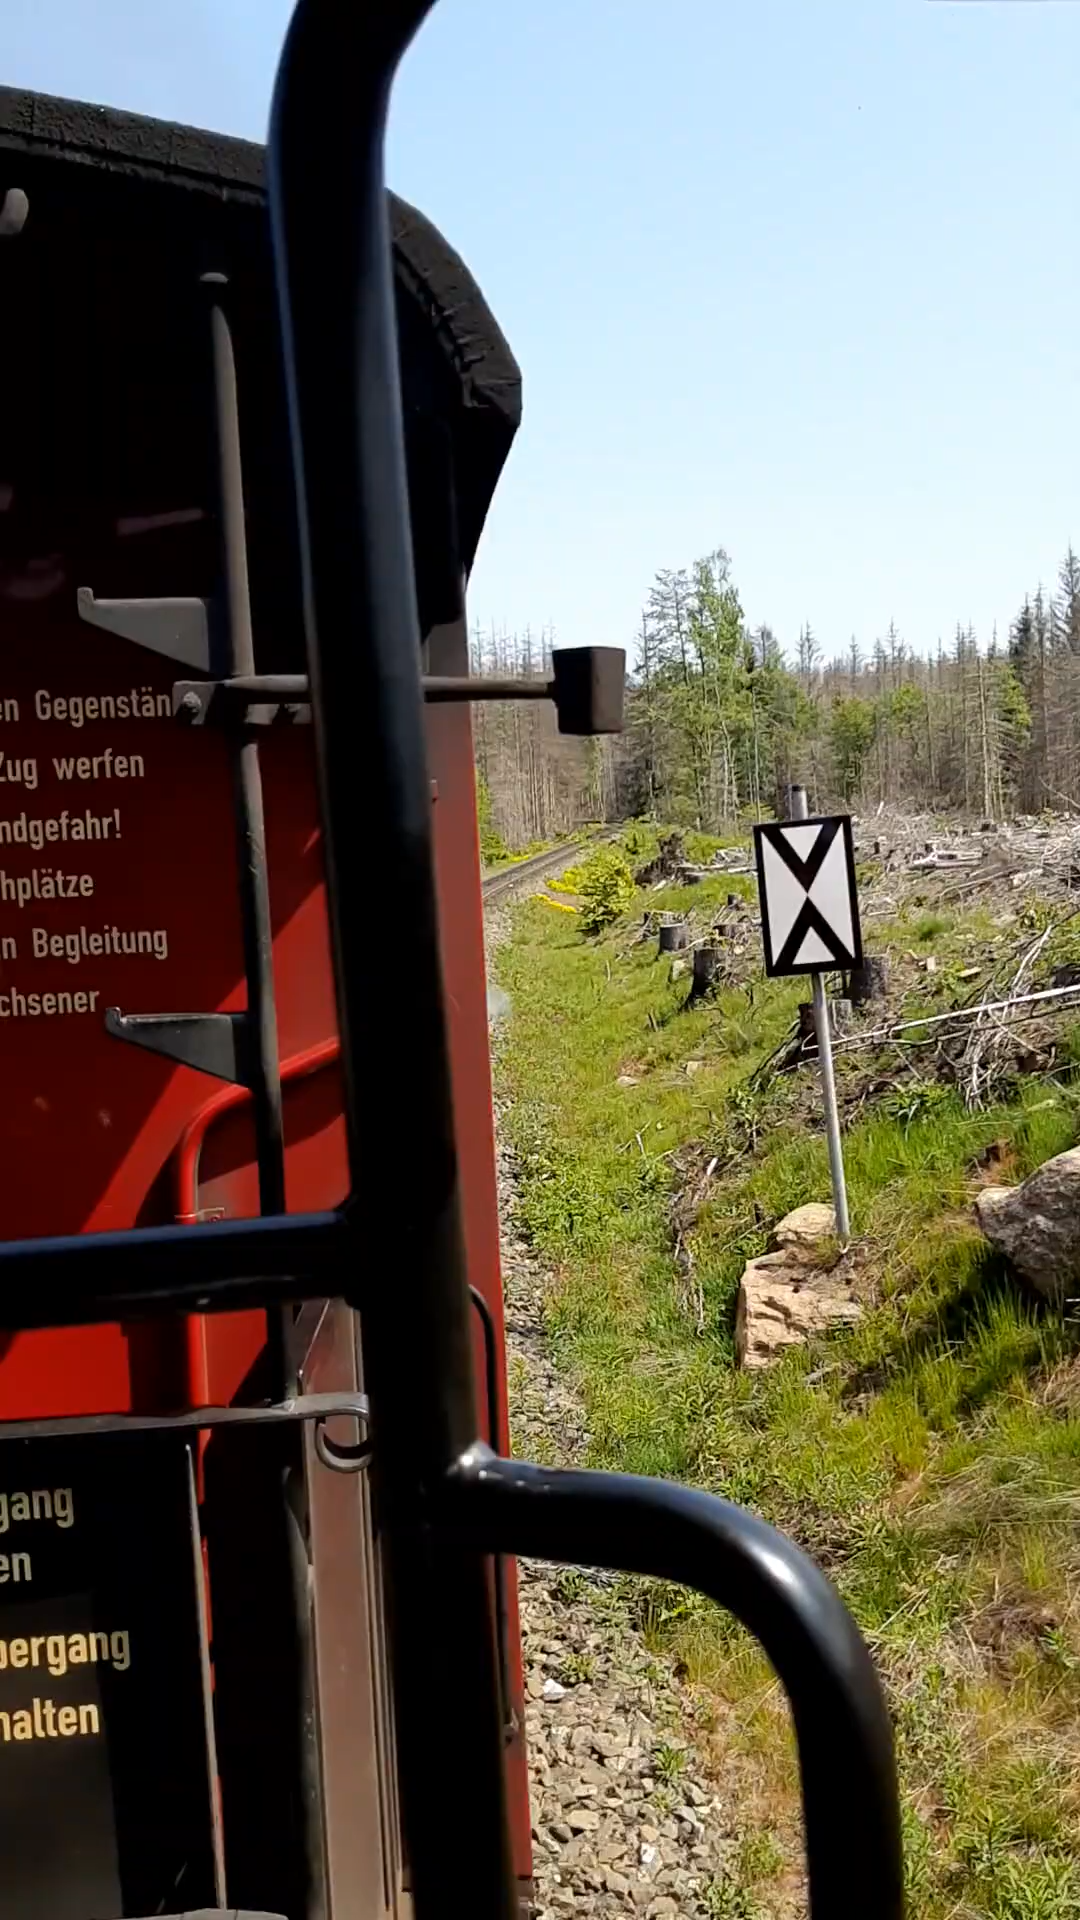 en Gegenstän
Zug werfen
ndgefahr!
hplätze
n Begleitung
chsener
gang
en
bergang
halten